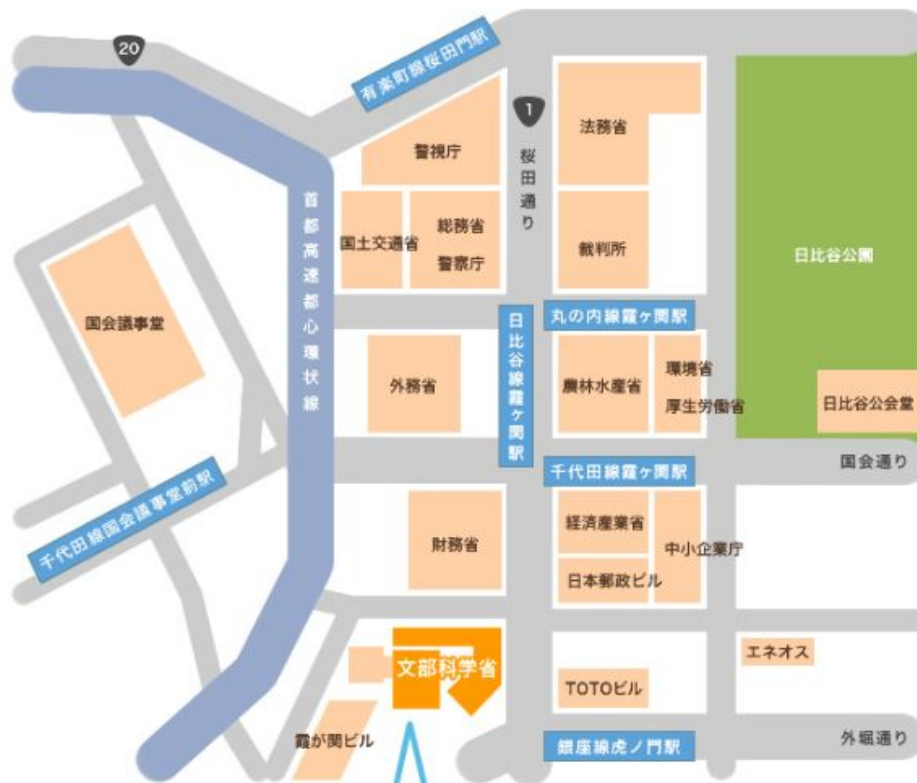 20
有楽町線桜田門駅
1
桜田通り
法務省
警視庁
首都高速都心環状線
国土交通省
総務省
警察庁
裁判所
日比谷公園
国会議事堂
日比谷線霞ヶ関駅
丸の内線霞ヶ関駅
外務省
農林水産省
環境省
厚生労働省
日比谷公会堂
国会通り
千代田線霞ヶ関駅
千代田線国会議事堂前駅
財務省
経済産業省
中小企業庁
日本郵政ビル
文部科学省
エネオス
TOTOビル
霞が関ビル
銀座線虎ノ門駅
外堀通り